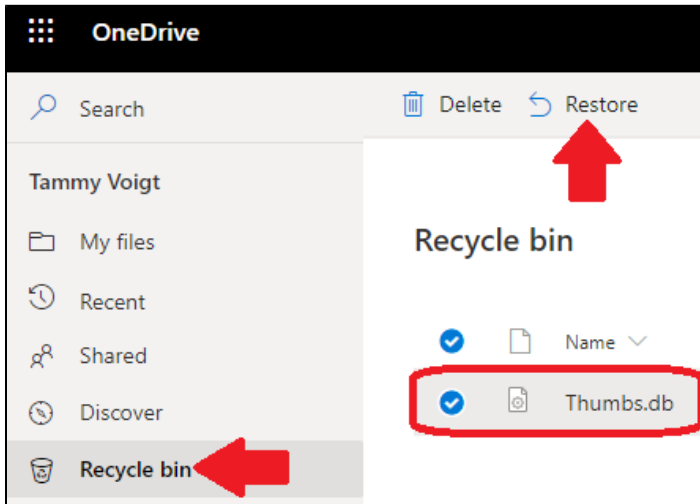 OneDrive
Search
Delete Restore
Tammy Voigt
My files
Recent
Shared
Discover
Recycle bin
Recycle bin
Name
Thumbs.db